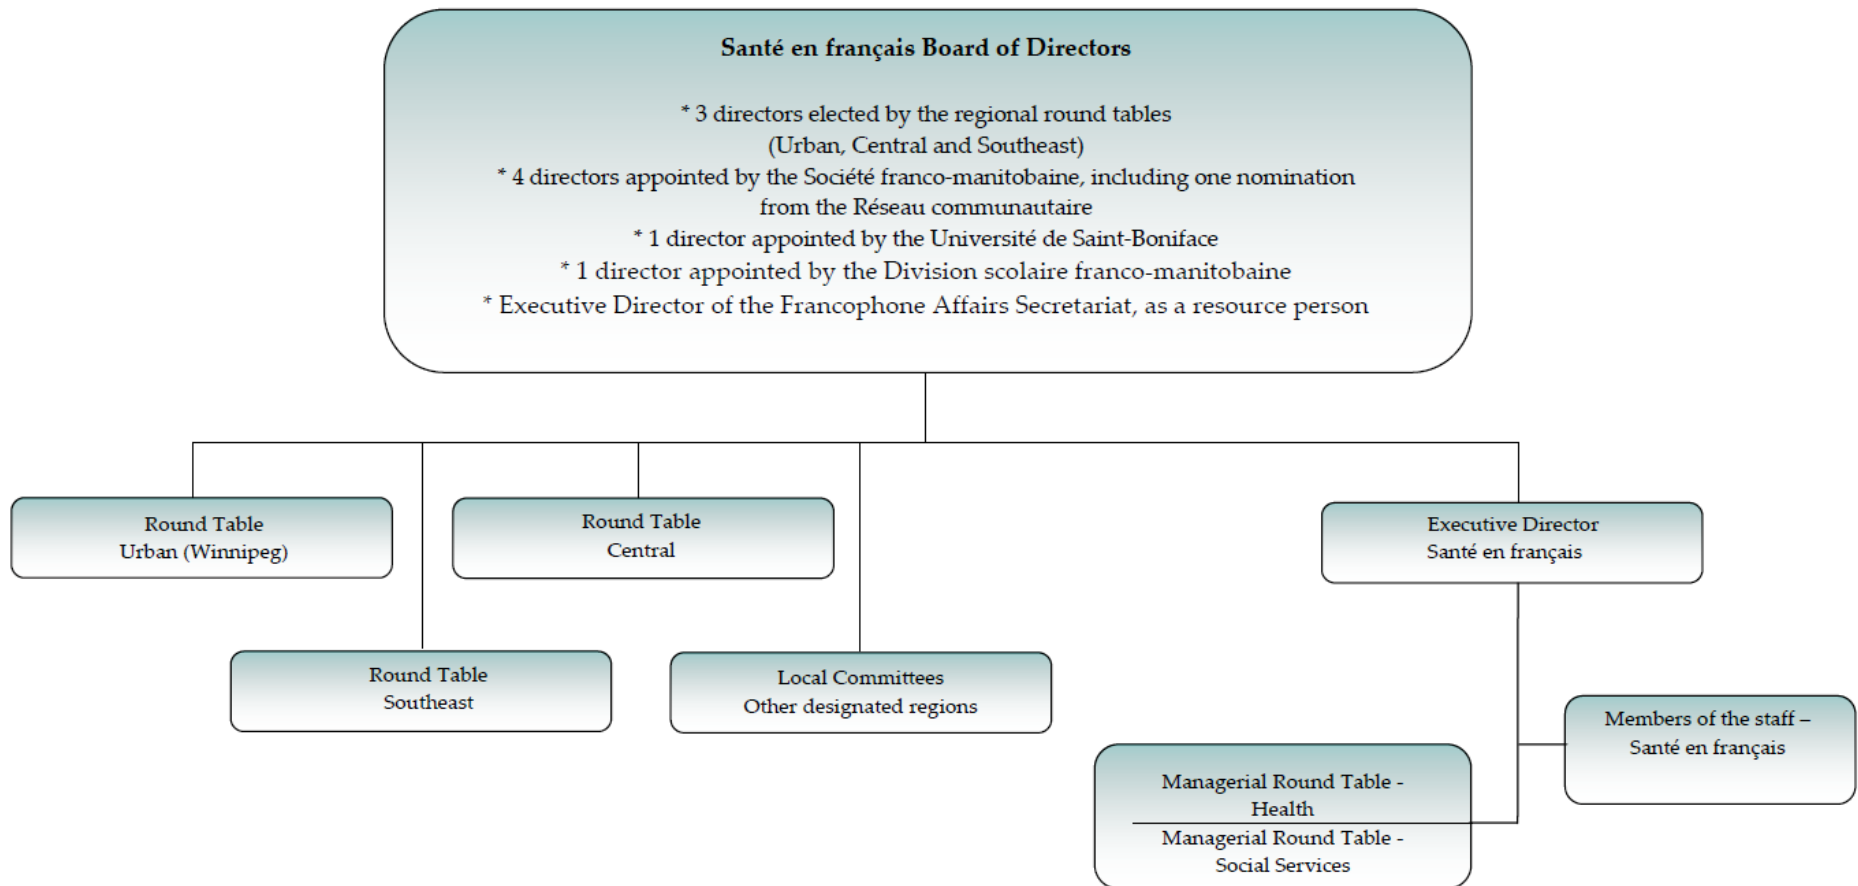 Santé en français Board of Directors
* 3 directors elected by the regional round tables
(Urban, Central and Southeast)
* 4 directors appointed by the Société franco-manitobaine, including one nomination
from the Réseau communautaire
* 1 director appointed by the Université de Saint-Boniface
* 1 director appointed by the Division scolaire franco-manitobaine
* Executive Director of the Francophone Affairs Secretariat, as a resource person
Round Table
Urban (Winnipeg)
Round Table
Central
Executive Director
Santé en français
Round Table
Southeast
Local Committees
Other designated regions
Members of the staff –
Santé en français
Managerial Round Table -
Health
Managerial Round Table -
Social Services